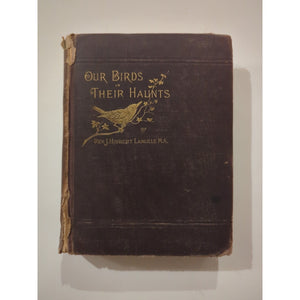 OUR BIRDS
IN
THEIR HAUNTS
BY
REV. J. HIBBERT LANGILLE, M.A.